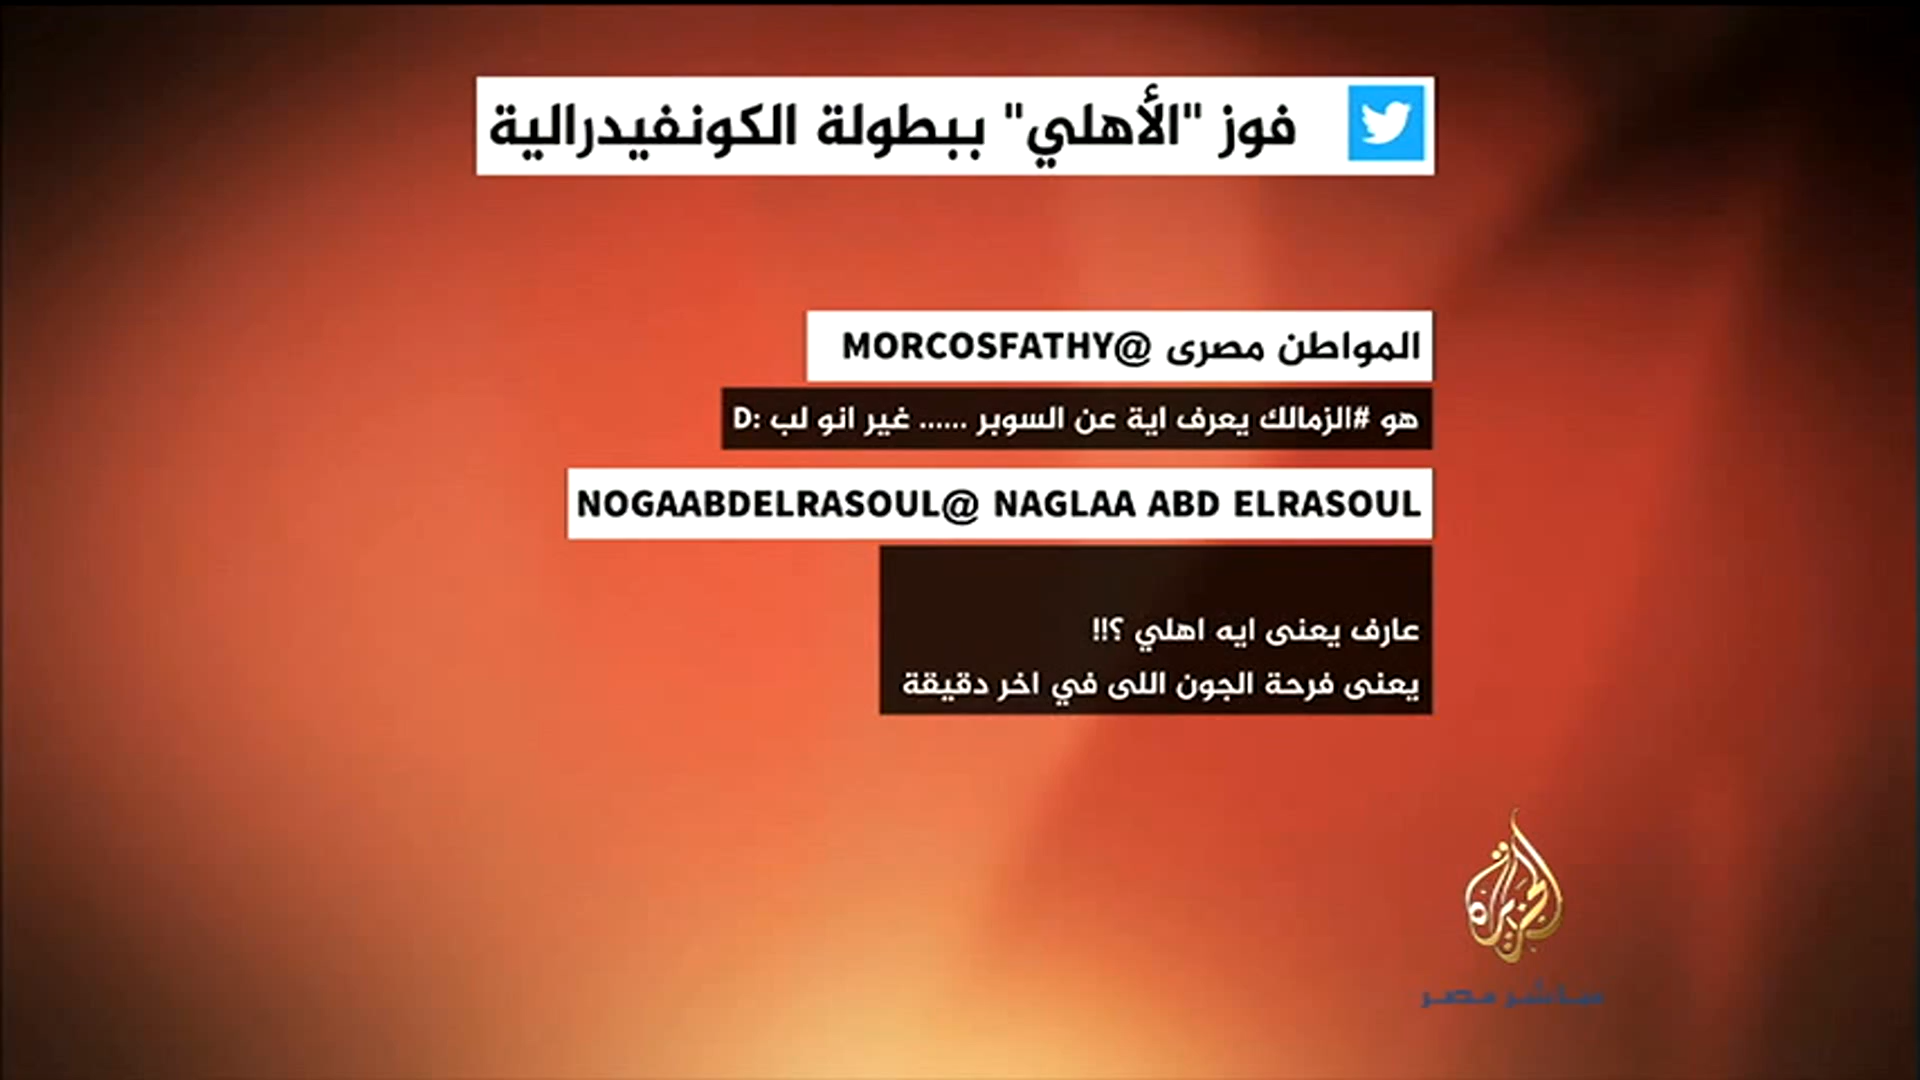 فوز "الأهلي" ببطولة الكونفيدرالية
المواطن مصرى @MORCOSFATHY
هو #الزمالك يعرف اية عن السوبر ...... غير انو لب :D
NOGAABDELRASOUL@ NAGLAA ABD ELRASOUL
عارف يعنى ايه اهلي ؟!!
يعنى فرحة الجون اللى في اخر دقيقة
الجزيرة
مباشر مصر